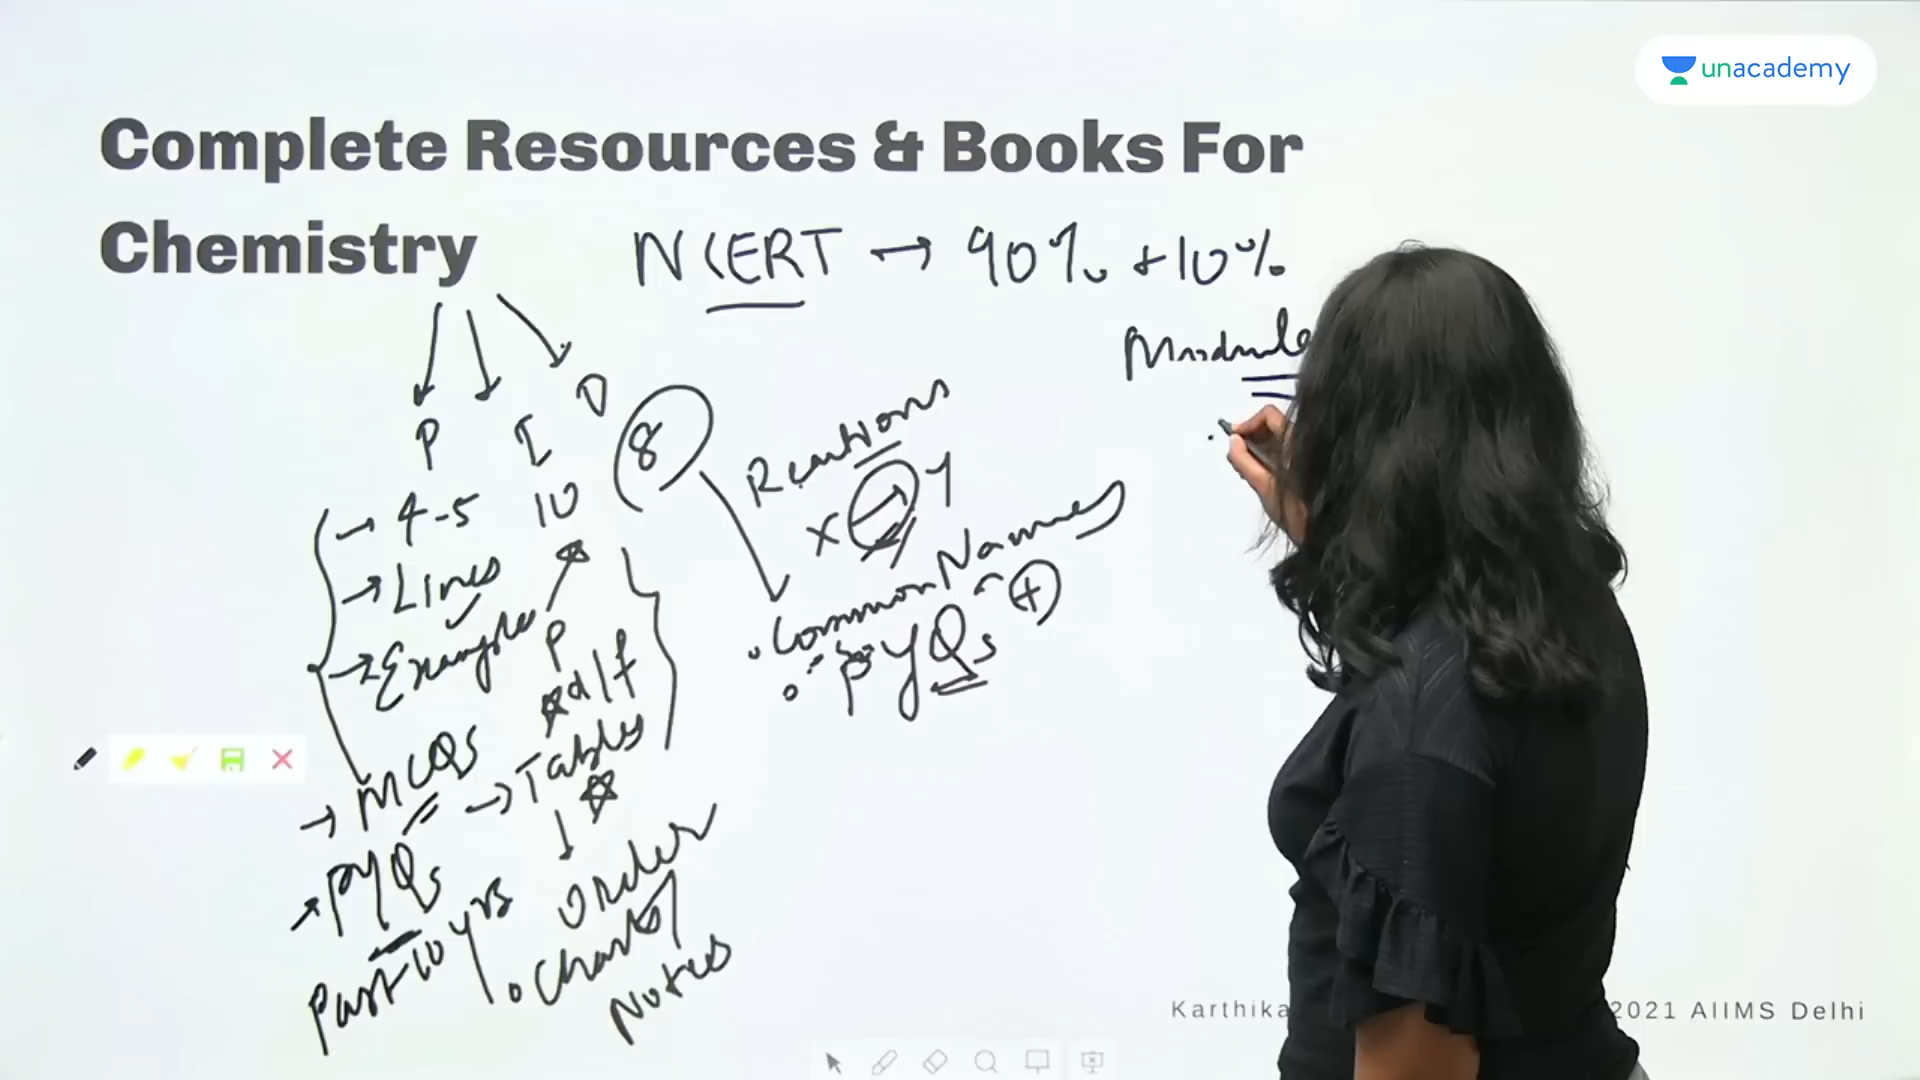 unacademy
Complete Resources & Books For
Chemistry
NCERT → 90% + 10%
Module
P I O
→ 4-5 10 8
→ Lines
→ Examples P
d/f
→ MCQs → Tables
→ PYQs ↓ Order
Past 10 yrs
• Charts
Notes
Reactions
X → Y
• Common Names
• PYQs +
Karthika
2021 AIIMS Delhi